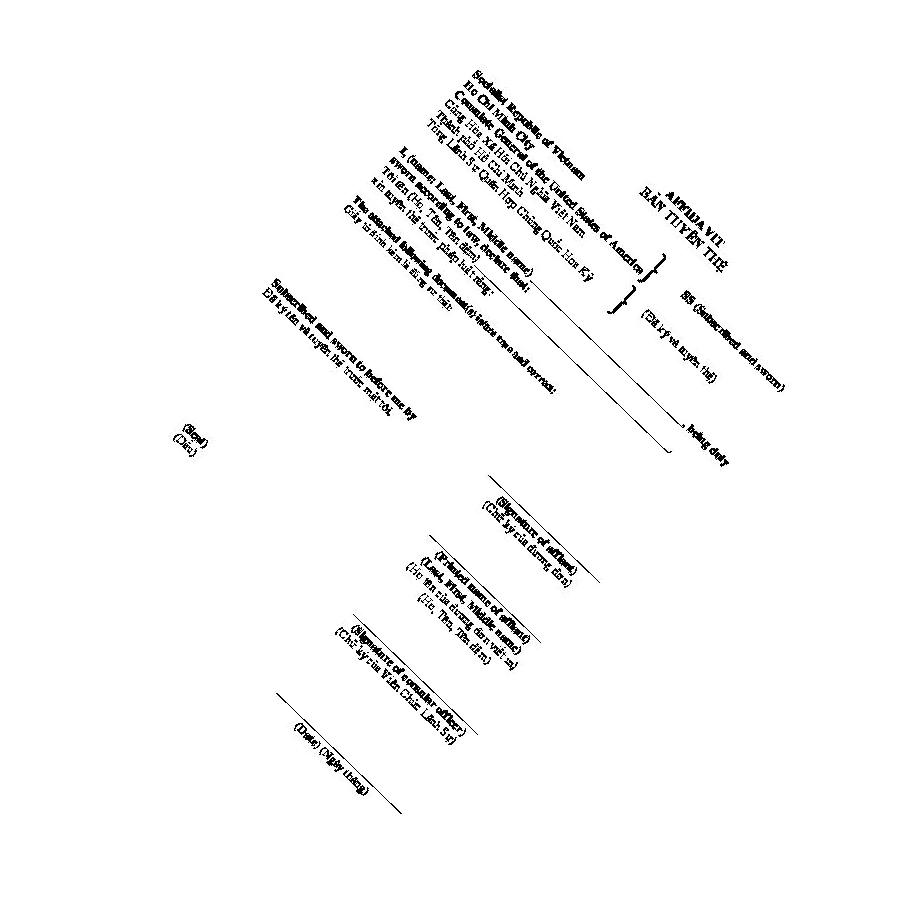 AFFIDAVIT
BẢN TUYÊN THỆ
Socialist Republic of Vietnam
Ho Chi Minh City
Consulate General of the United States of America
} SS (Subscribed and sworn)
Cộng Hòa Xã Hội Chủ Nghĩa Việt Nam
Thành phố Hồ Chí Minh
Tổng Lãnh Sự Quán Hợp Chủng Quốc Hoa Kỳ
} (Đã ký và tuyên thệ)
I, (name: Last, First, Middle name) , being duly
sworn according to law, declare that:
Tôi tên (Họ, Tên, Tên đệm)
xin tuyên thệ trước pháp luật rằng:
The attached following document(s) is/are true and correct:
Giấy tờ đính kèm là đúng sự thật:
(Signature of affiant)
(Chữ ký của đương đơn)
(Printed name of affiant)
(Last, First, Middle name)
(Họ tên của đương đơn viết in)
(Họ, Tên, Tên đệm)
Subscribed and sworn to before me by
Đã ký tên và tuyên thệ trước mặt tôi,
(Signature of consular officer)
(Chữ ký của Viên Chức Lãnh Sự)
(Seal)
(Dấu)
(Date) (Ngày tháng)